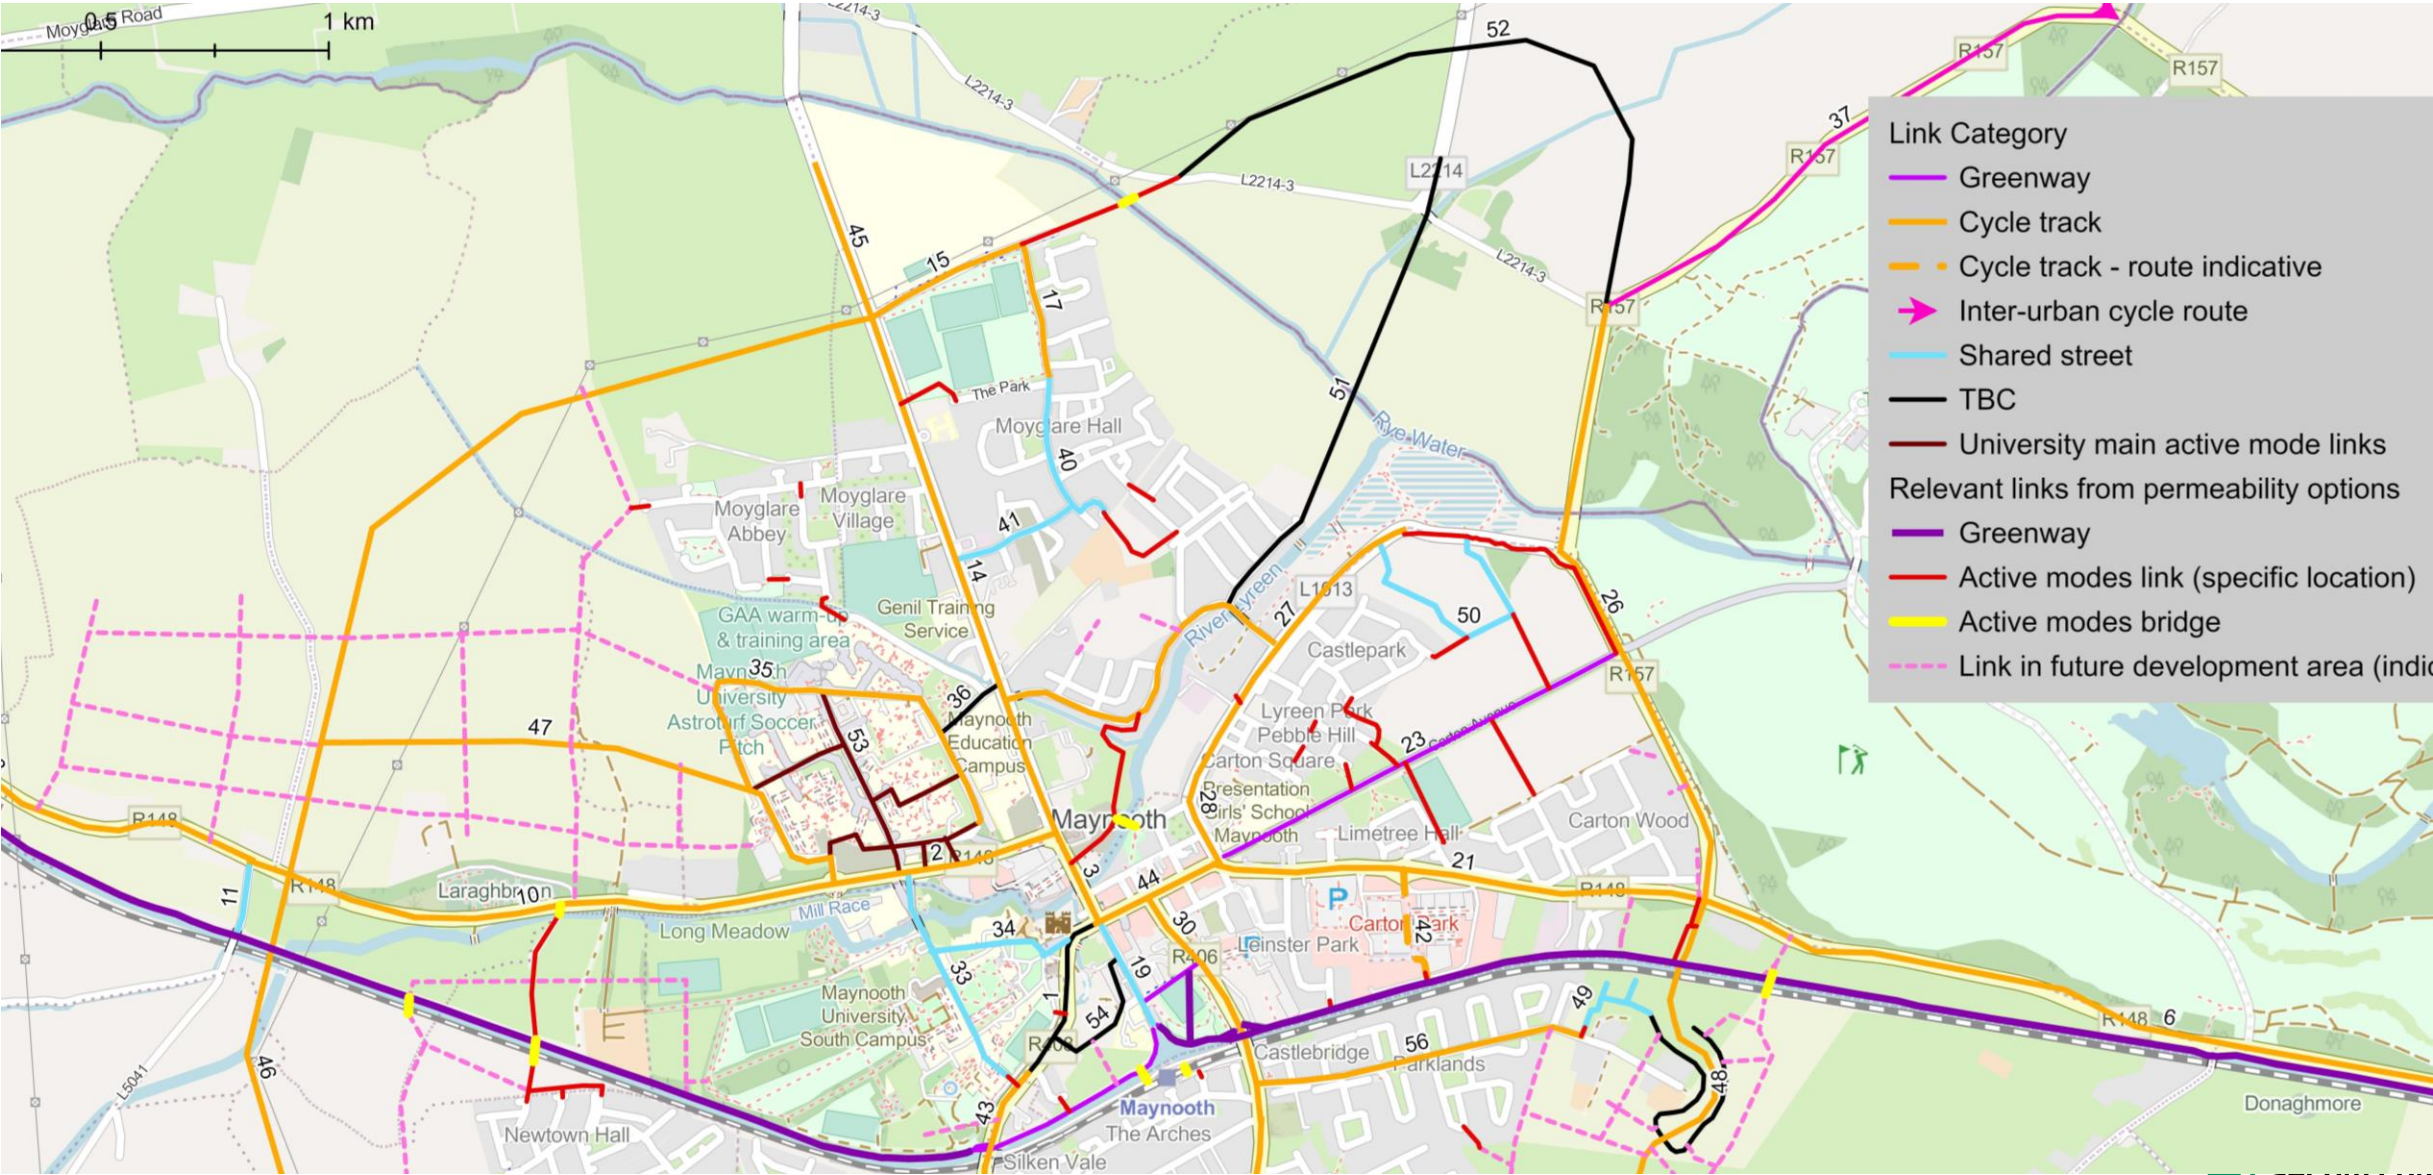 Moyglare Road
0.5
1 km
L2214-3
52
R157
R157
L2214-3
37
R157
L2214
L2214-3
45
15
L2214-3
17
R157
The Park
51
Moyglare Hall
Rye Water
40
Moyglare
Abbey
Moyglare
Village
41
14
L1013
GAA warm-up
& training area
Genil Training
Service
River Lyreen
27
50
26
Castlepark
35
Maynooth
University
Astroturf Soccer
Pitch
R157
36
Maynooth
Education
Campus
53
Lyreen Park
Pebble Hill
Carton Square
23
Carton Avenue
47
28
Presentation
Girls' School
Maynooth
R148
Maynooth
Limetree Hall
Carton Wood
2
R148
3
21
R148
Laraghbryan
10
11
44
R148
Mill Race
P
Long Meadow
34
30
Carton Park
42
Leinster Park
R406
33
19
49
Maynooth
University
South Campus
1
54
R408
6
R148
Castlebridge
56
Parklands
46
L5041
48
43
Maynooth
The Arches
Donaghmore
Newtown Hall
Silken Vale
Link Category
Greenway
Cycle track
Cycle track - route indicative
Inter-urban cycle route
Shared street
TBC
University main active mode links
Relevant links from permeability options
Greenway
Active modes link (specific location)
Active modes bridge
Link in future development area (indic